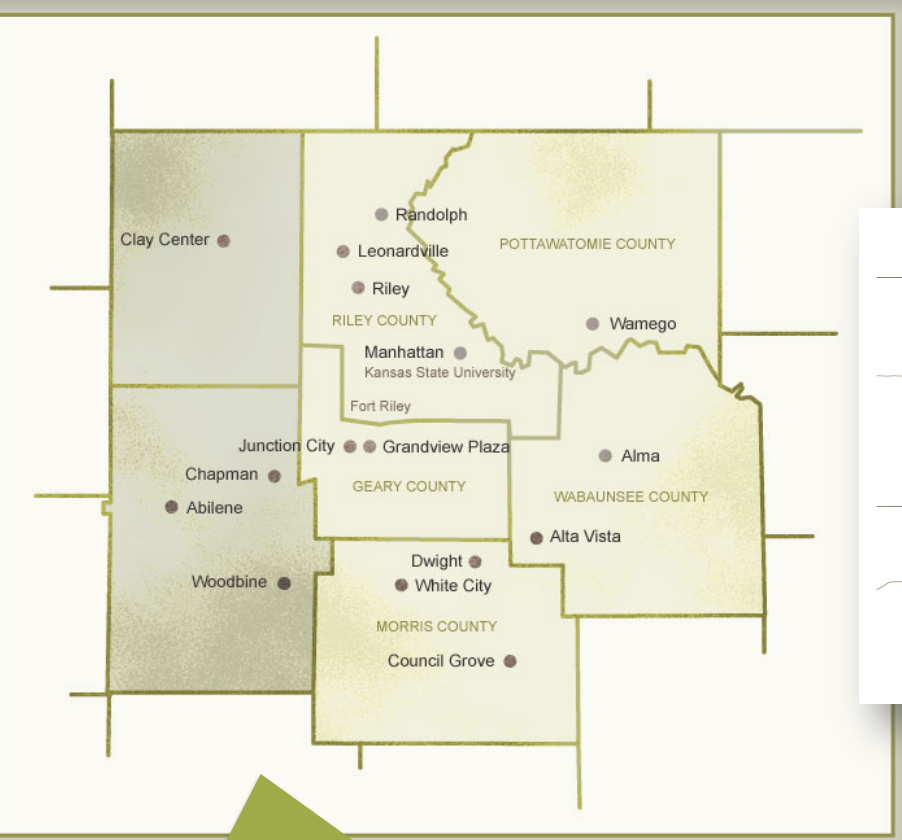 Randolph
Clay Center
POTTAWATOMIE COUNTY
Leonardville
Riley
RILEY COUNTY
Wamego
Manhattan
Kansas State University
Fort Riley
Junction City
Grandview Plaza
Alma
Chapman
GEARY COUNTY
WABAUNSEE COUNTY
Abilene
Alta Vista
Dwight
Woodbine
White City
MORRIS COUNTY
Council Grove